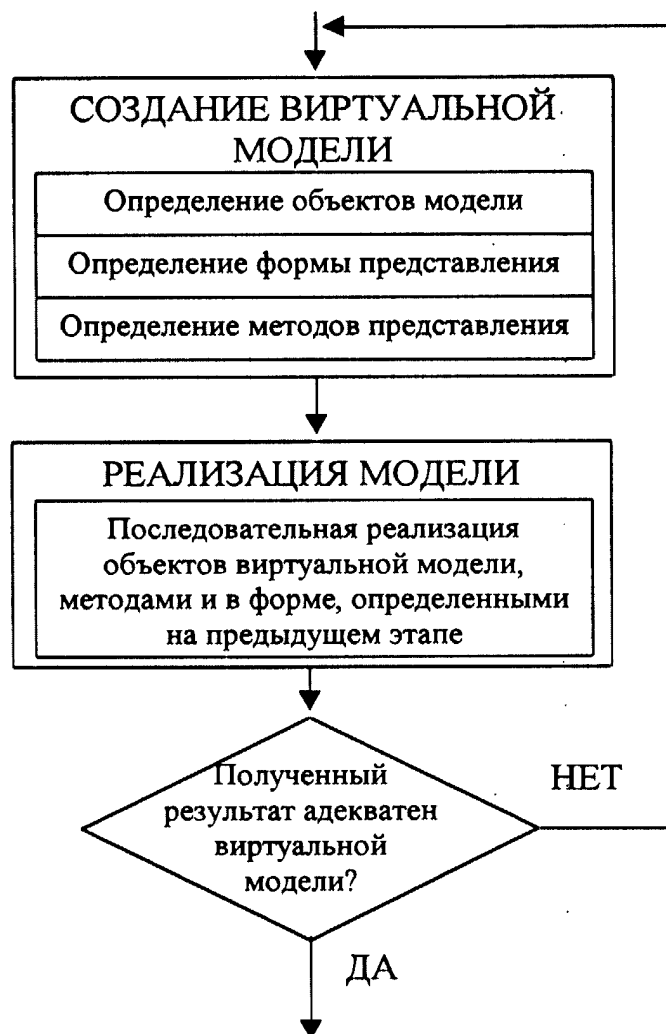 СОЗДАНИЕ ВИРТУАЛЬНОЙ
МОДЕЛИ
Определение объектов модели
Определение формы представления
Определение методов представления
РЕАЛИЗАЦИЯ МОДЕЛИ
Последовательная реализация
объектов виртуальной модели,
методами и в форме, определенными
на предыдущем этапе
Полученный
результат адекватен
виртуальной
модели?
НЕТ
ДА